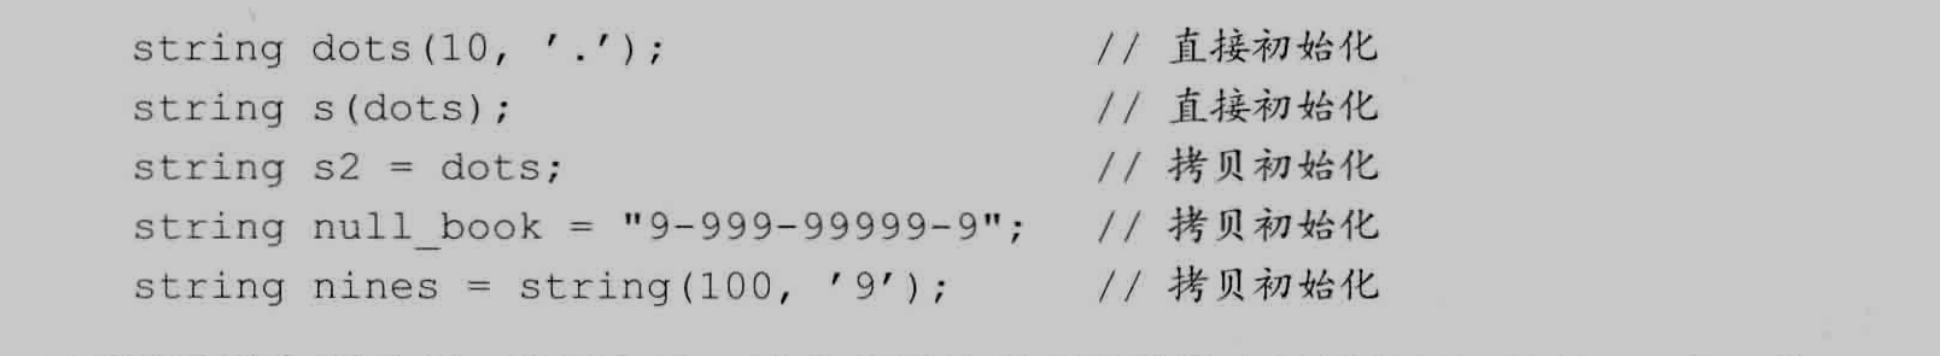 string dots(10, '.'); // 直接初始化
string s(dots); // 直接初始化
string s2 = dots; // 拷贝初始化
string null_book = "9-999-99999-9"; // 拷贝初始化
string nines = string(100, '9'); // 拷贝初始化